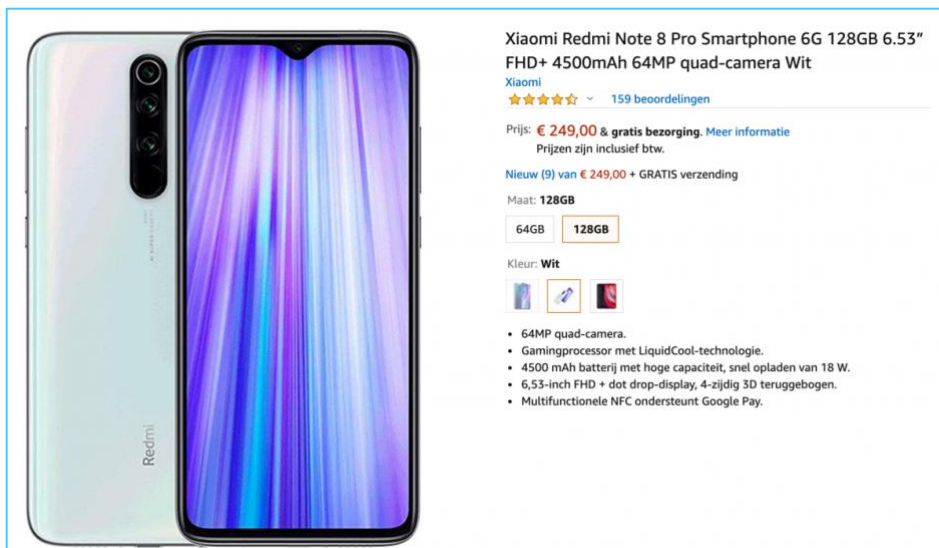 Xiaomi Redmi Note 8 Pro Smartphone 6G 128GB 6.53”
FHD+ 4500mAh 64MP quad-camera Wit
Xiaomi
159 beoordelingen
Prijs: € 249,00 & gratis bezorging. Meer informatie
Prijzen zijn inclusief btw.
Nieuw (9) van € 249,00 + GRATIS verzending
Maat: 128GB
64GB 128GB
Kleur: Wit
• 64MP quad-camera.
• Gamingprocessor met LiquidCool-technologie.
• 4500 mAh batterij met hoge capaciteit, snel opladen van 18 W.
• 6,53-inch FHD + dot drop-display, 4-zijdig 3D teruggebogen.
• Multifunctionele NFC ondersteunt Google Pay.
Redmi